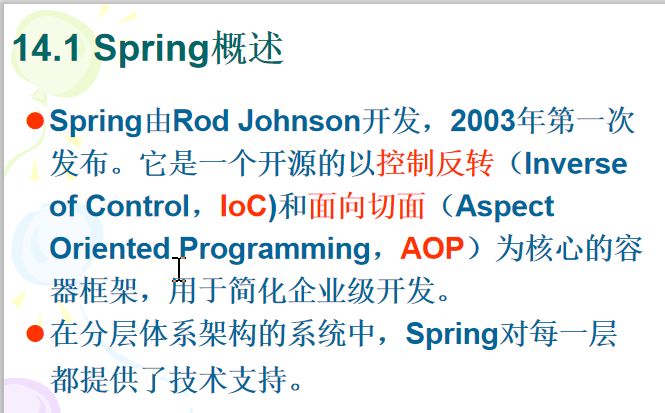 14.1 Spring概述
●Spring由Rod Johnson开发，2003年第一次
发布。它是一个开源的以控制反转（Inverse
of Control，IoC)和面向切面（Aspect
Oriented Programming，AOP）为核心的容
器框架，用于简化企业级开发。
●在分层体系架构的系统中，Spring对每一层
都提供了技术支持。